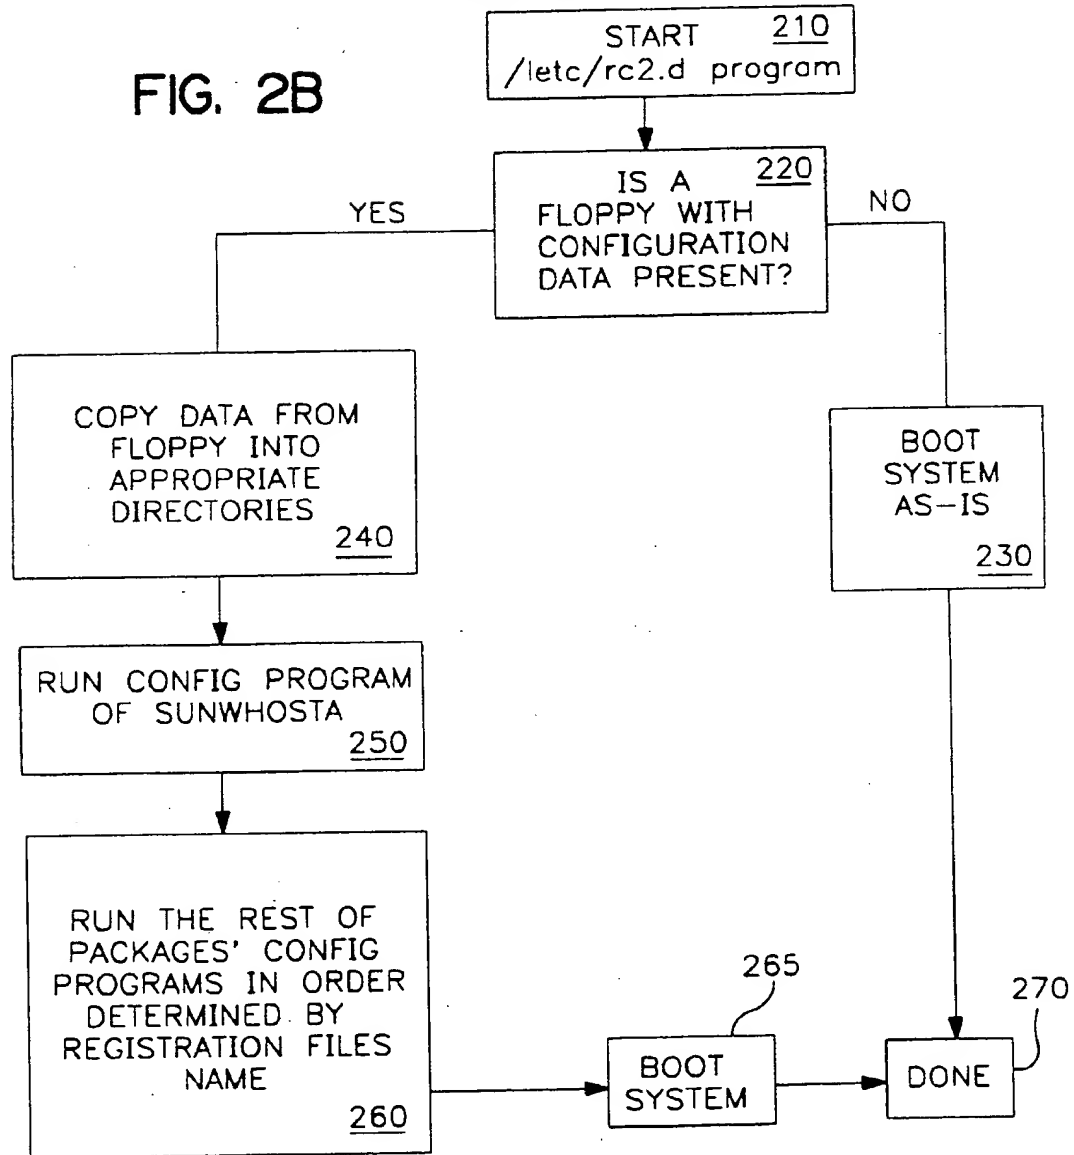 FIG. 2B
START 210
/letc/rc2.d program
220
IS A
FLOPPY WITH
CONFIGURATION
DATA PRESENT?
YES
NO
COPY DATA FROM
FLOPPY INTO
APPROPRIATE
DIRECTORIES
240
BOOT
SYSTEM
AS-IS
230
RUN CONFIG PROGRAM
OF SUNWHOSTA
250
RUN THE REST OF
PACKAGES' CONFIG
PROGRAMS IN ORDER
DETERMINED BY
REGISTRATION FILES
NAME
260
265
BOOT
SYSTEM
270
DONE